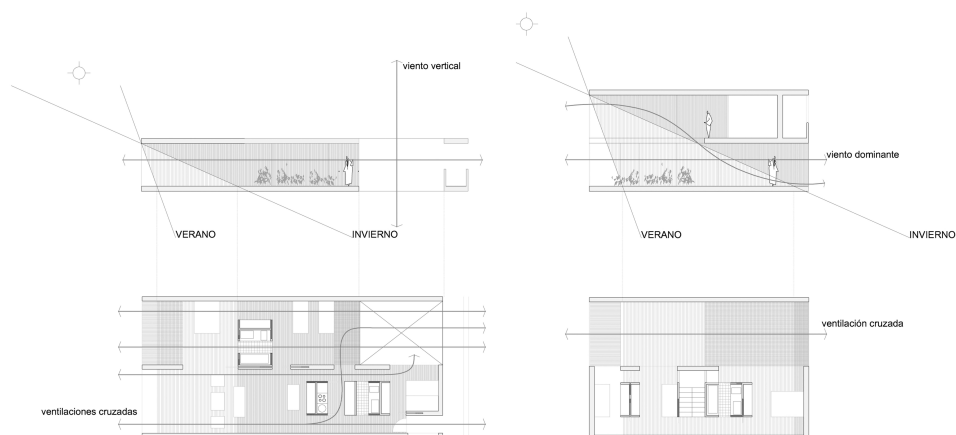 viento vertical
VERANO
INVIERNO
ventilaciones cruzadas
viento dominante
VERANO
INVIERNO
ventilación cruzada